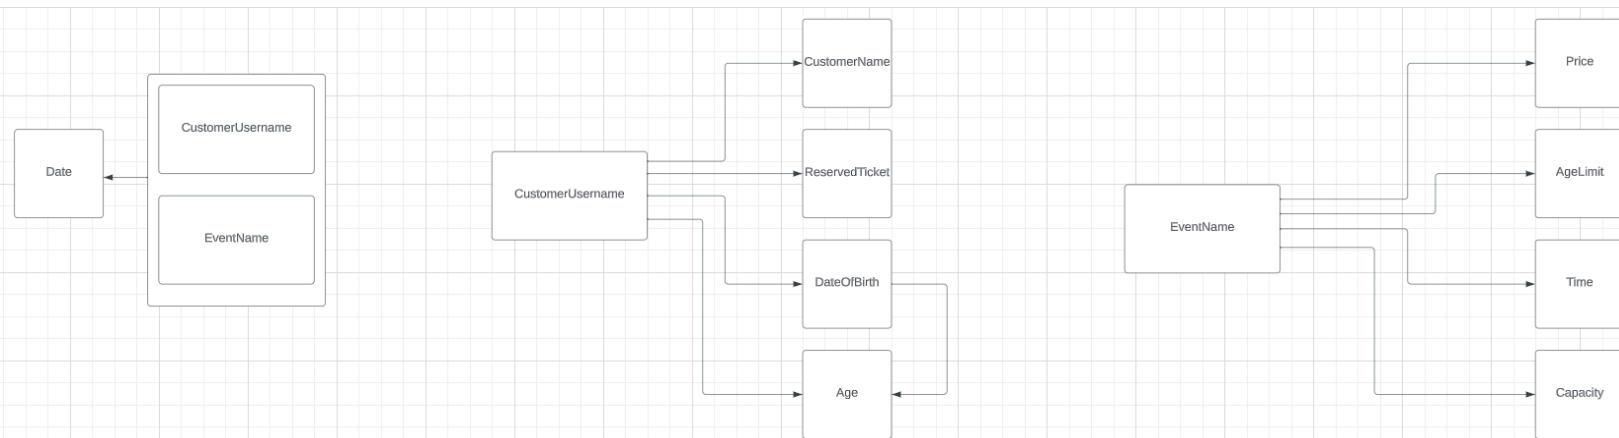 Date
CustomerUsername
EventName
CustomerUsername
CustomerName
ReservedTicket
DateOfBirth
Age
EventName
Price
AgeLimit
Time
Capacity